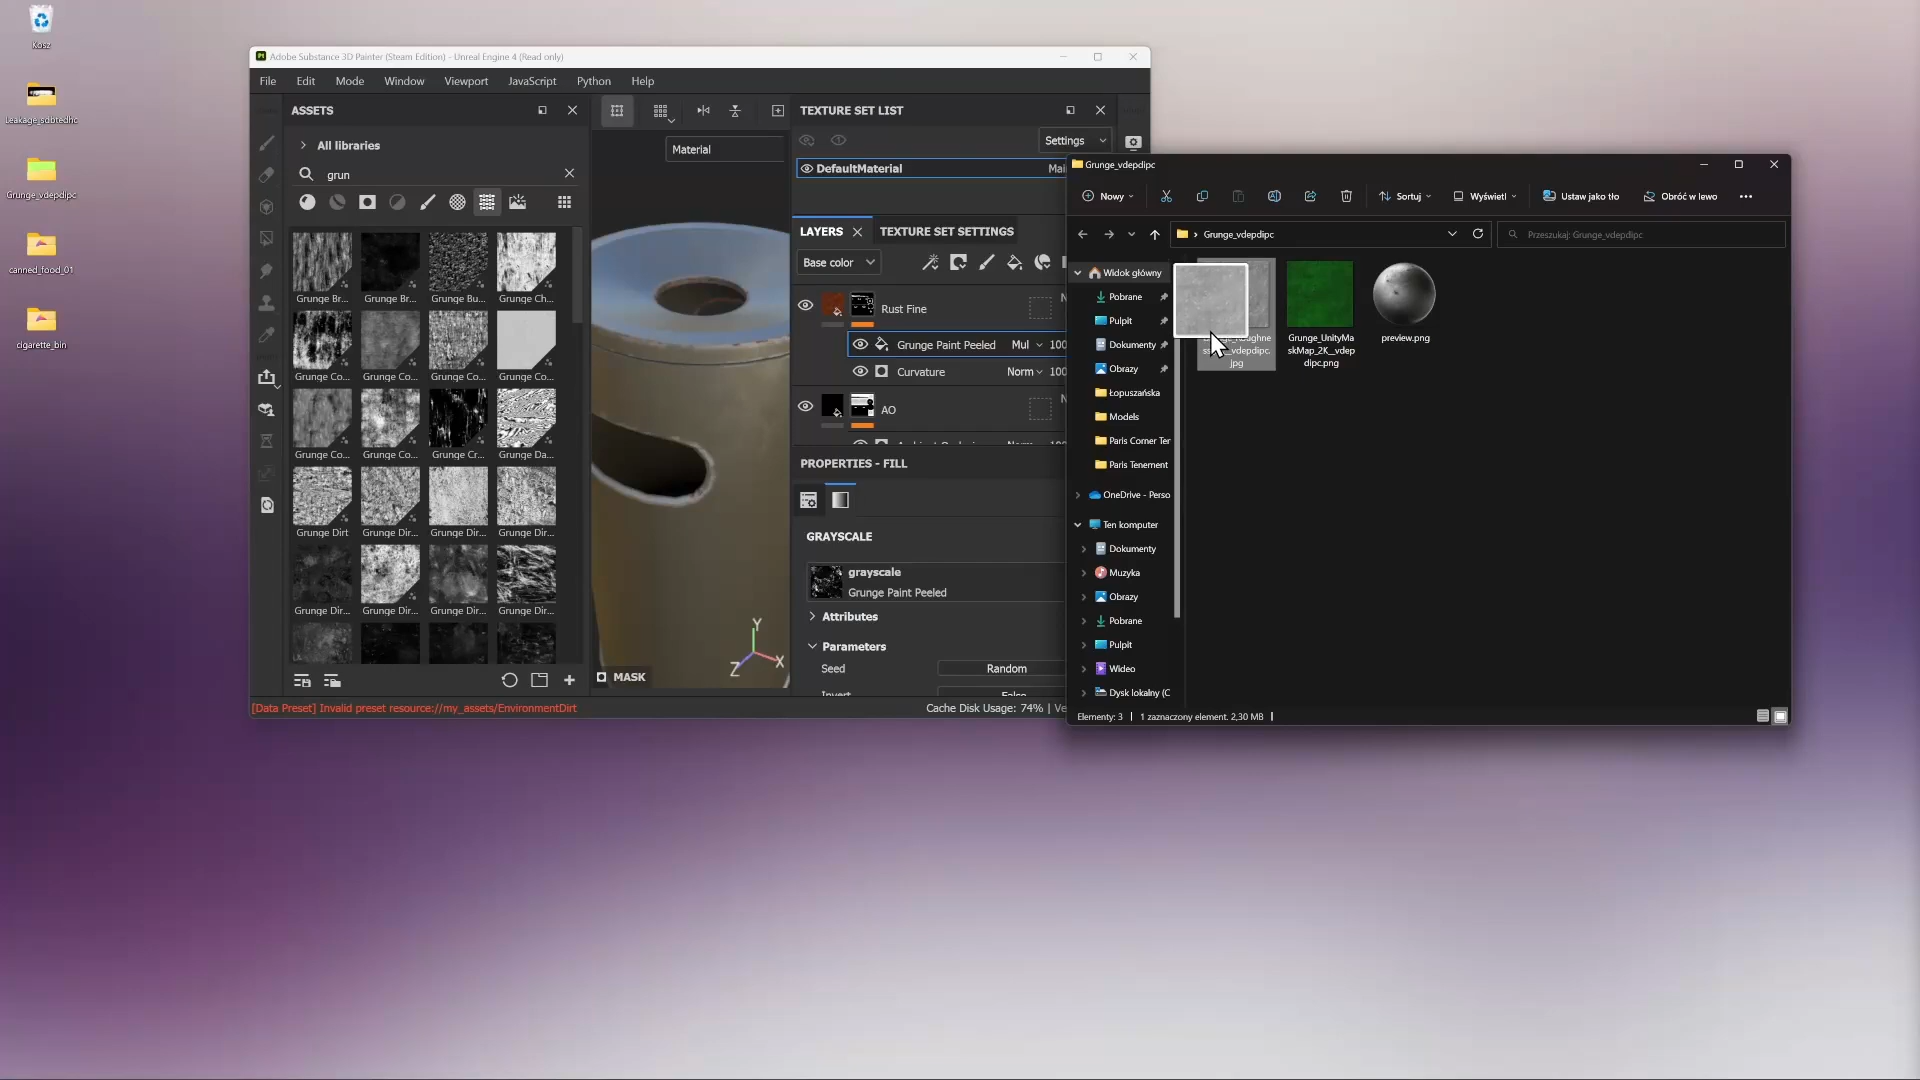 Kosz
Leakage_sdbtedhc
Grunge_vdepdipc
canned_food_01
cigarette_bin
Adobe Substance 3D Painter (Steam Edition) - Unreal Engine 4 (Read only)
File Edit Mode Window Viewport JavaScript Python Help
ASSETS
All libraries
grun
Grunge Br... Grunge Br... Grunge Bu... Grunge Ch...
Grunge Co... Grunge Co... Grunge Co... Grunge Co...
Grunge Co... Grunge Co... Grunge Cr... Grunge Da...
Grunge Dirt Grunge Dir... Grunge Dir... Grunge Dir...
Grunge Dir... Grunge Dir... Grunge Dir... Grunge Dir...
[Data Preset] Invalid preset resource://my_assets/EnvironmentDirt
Material
Y
X
Z
MASK
TEXTURE SET LIST
Settings
DefaultMaterial
LAYERS TEXTURE SET SETTINGS
Base color
Rust Fine
Grunge Paint Peeled Mul 100
Curvature Norm 100
AO
PROPERTIES - FILL
GRAYSCALE
grayscale
Grunge Paint Peeled
Attributes
Parameters
Seed Random
Invert False
Cache Disk Usage: 74% | Ve
Grunge_vdepdipc
Nowy Sortuj Wyświetl Ustaw jako tło Obróć w lewo
Grunge_vdepdipc
Przeszukaj: Grunge_vdepdipc
Widok główny
Pobrane
Pulpit
Dokumenty
Obrazy
Łopuszańska
Models
Paris Corner Ter
Paris Tenement
OneDrive - Perso
Ten komputer
Dokumenty
Muzyka
Obrazy
Pobrane
Pulpit
Wideo
Dysk lokalny (C
jpg
Grunge_UnityMa
skMap_2K__vdep
dipc.png
preview.png
Elementy: 3 1 zaznaczony element. 2,30 MB